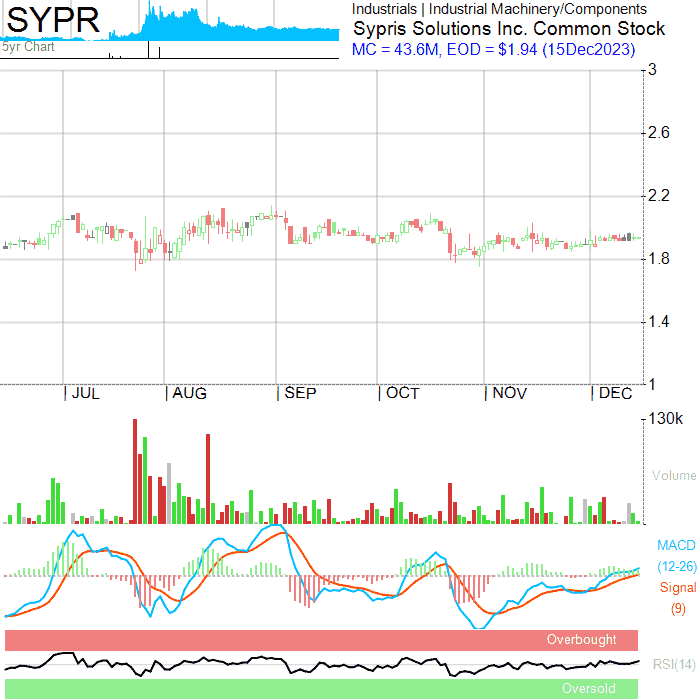 SYPR
5yr Chart
Industrials | Industrial Machinery/Components
Sypris Solutions Inc. Common Stock
MC = 43.6M, EOD = $1.94 (15Dec2023)
3
2.6
2.2
1.8
1.4
1
| JUL | AUG | SEP | OCT | NOV | DEC
130k
Volume
MACD
(12-26)
Signal
(9)
Overbought
RSI(14)
Oversold